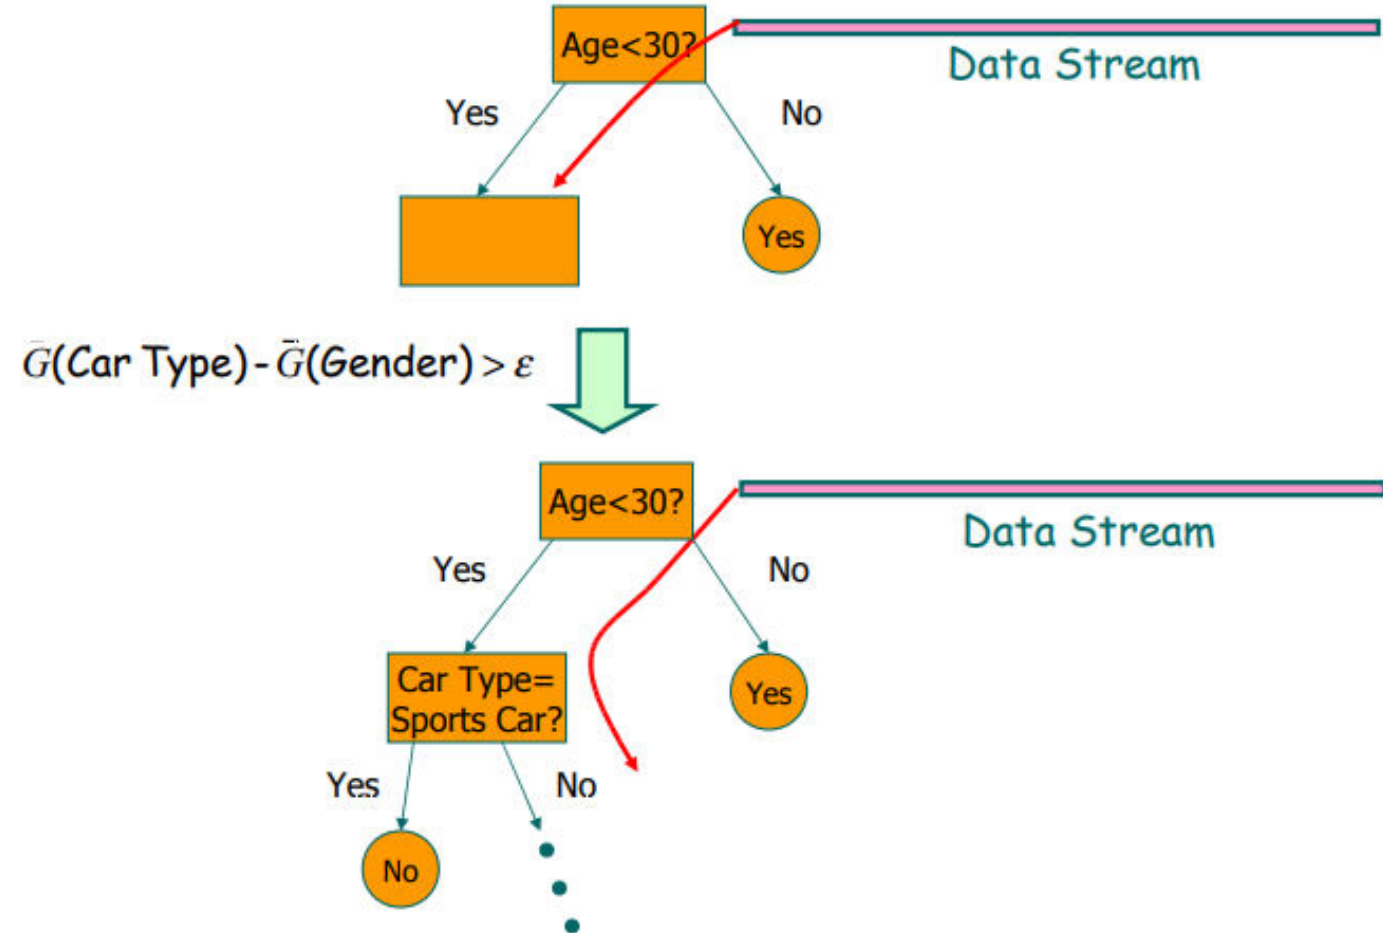 Age<30?
Data Stream
Yes
No
Yes
G̅(Car Type) - G̅(Gender) > ε
Age<30?
Data Stream
Yes
No
Car Type=
Sports Car?
Yes
Yes
No
No